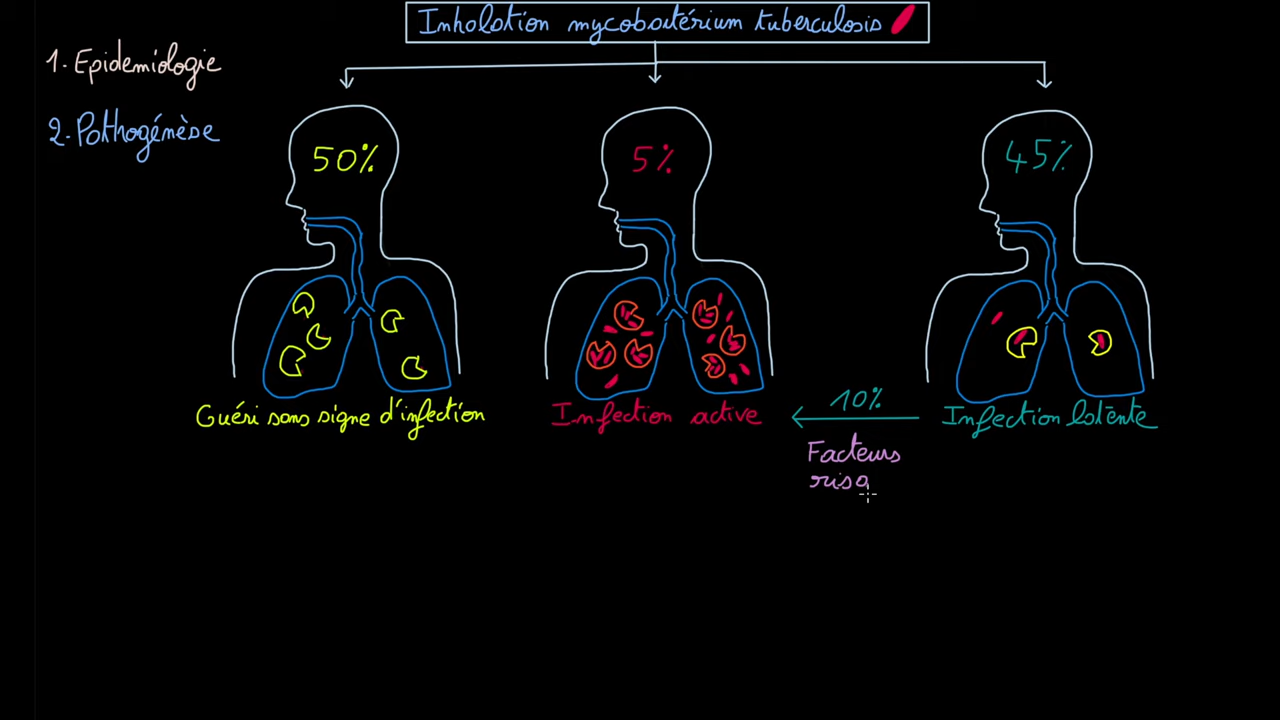 Inhalation mycobactérium tuberculosis
1. Epidemiologie
2. Pathogénèse
50%
5%
45%
Guéri sans signe d'infection
Infection active
10%
Infection latente
Facteurs
risq